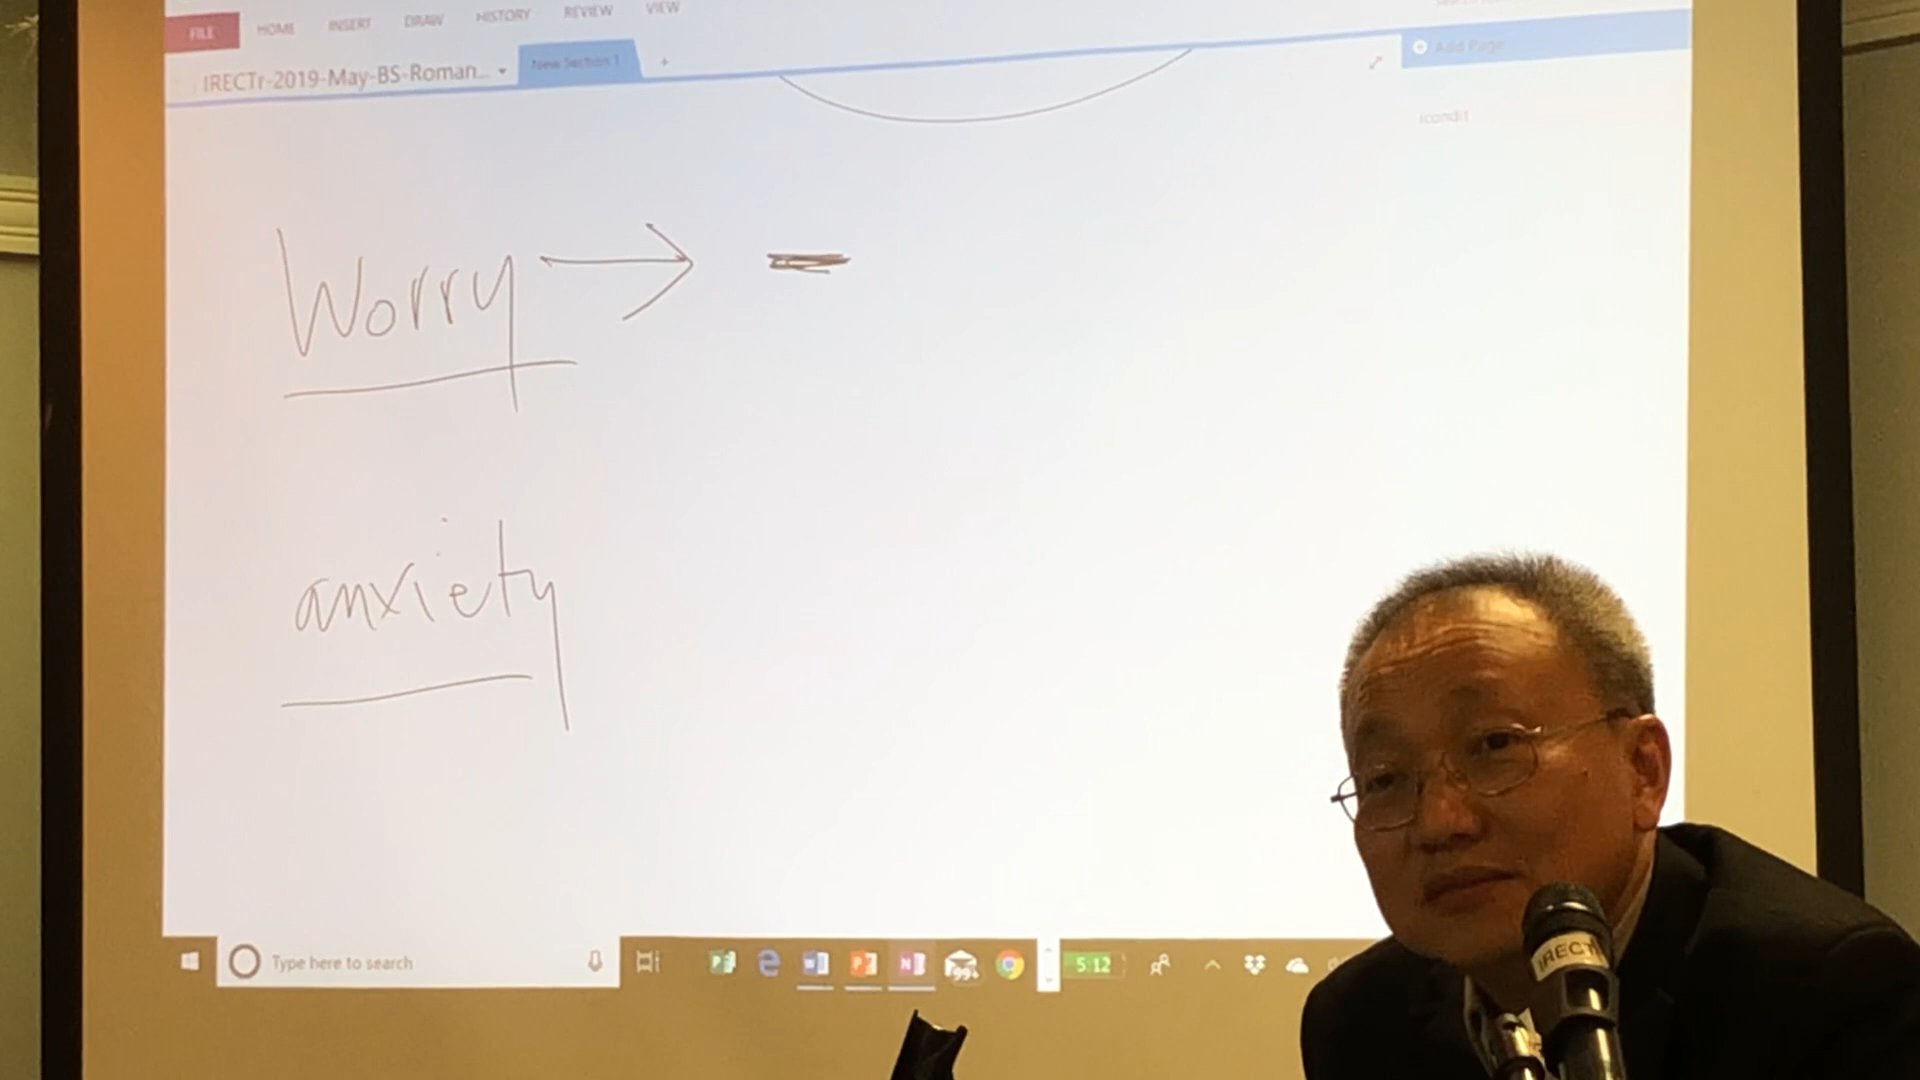 FILE HOME INSERT DRAW HISTORY REVIEW VIEW
IRECTr-2019-May-BS-Roman... New Section 1 +
Add Page
Worry → -
anxiety
Type here to search
99+
5:12
IRECT